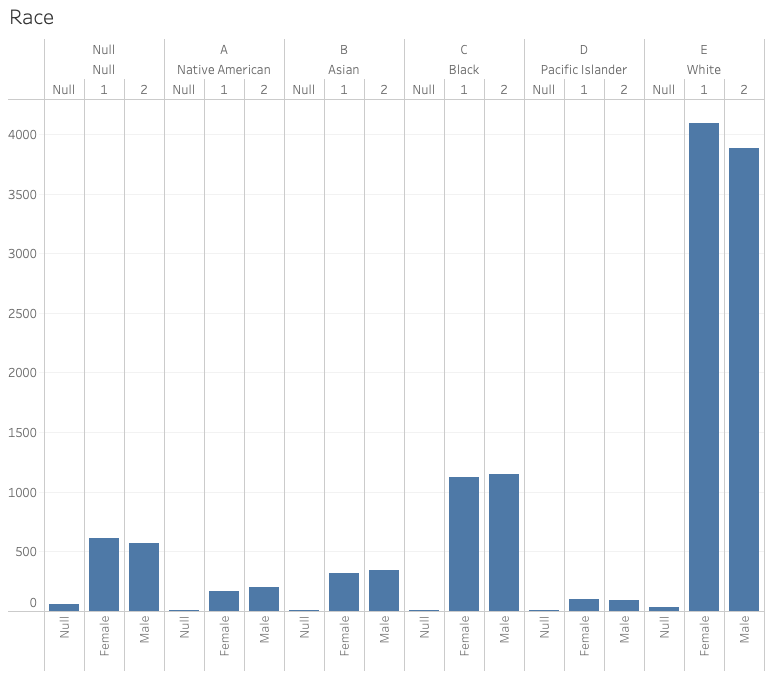 Race
Null A B C D E
Null Native American Asian Black Pacific Islander White
Null 1 2 Null 1 2 Null 1 2 Null 1 2 Null 1 2 Null 1 2
4000
3500
3000
2500
2000
1500
1000
500
0
Null Female Male Null Female Male Null Female Male Null Female Male Null Female Male Null Female Male